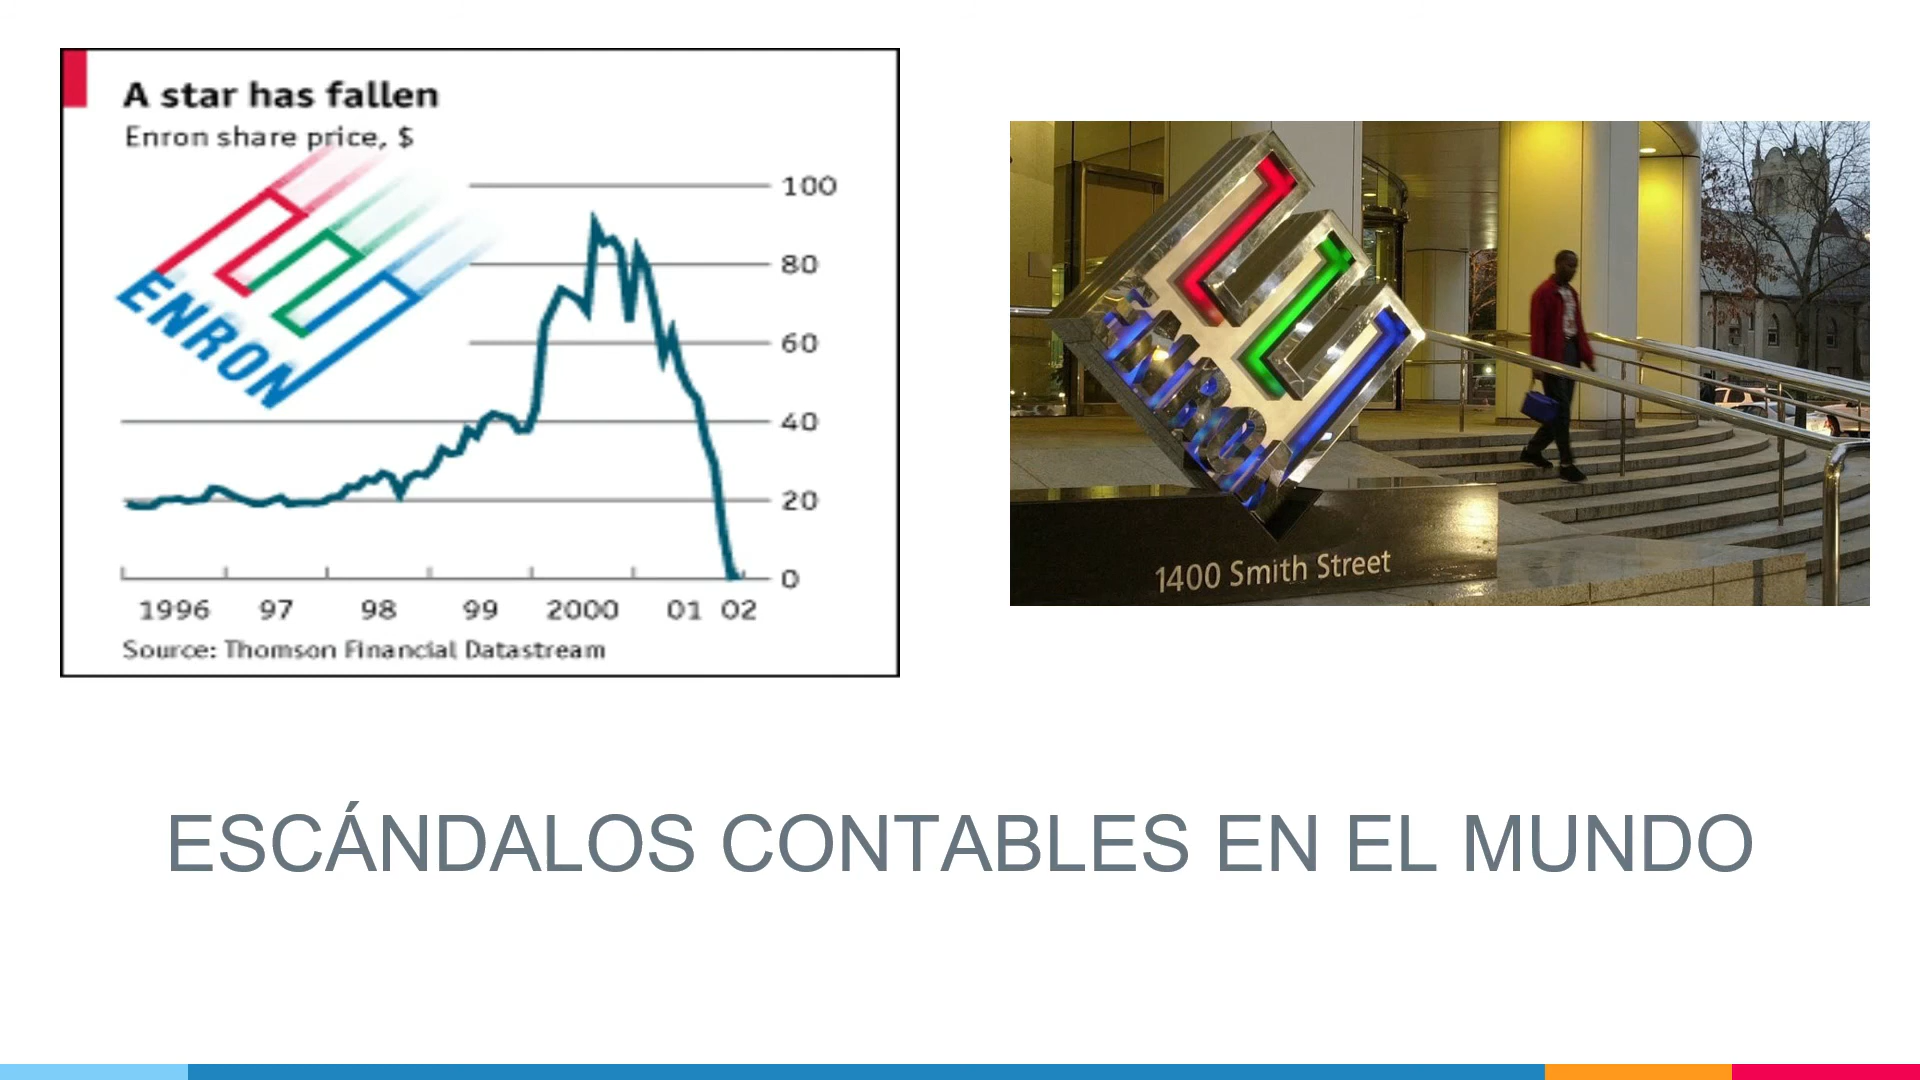 A star has fallen
Enron share price, $
ENRON
100
80
60
40
20
0
1996 97 98 99 2000 01 02
Source: Thomson Financial Datastream
ENRON
1400 Smith Street
ESCÁNDALOS CONTABLES EN EL MUNDO